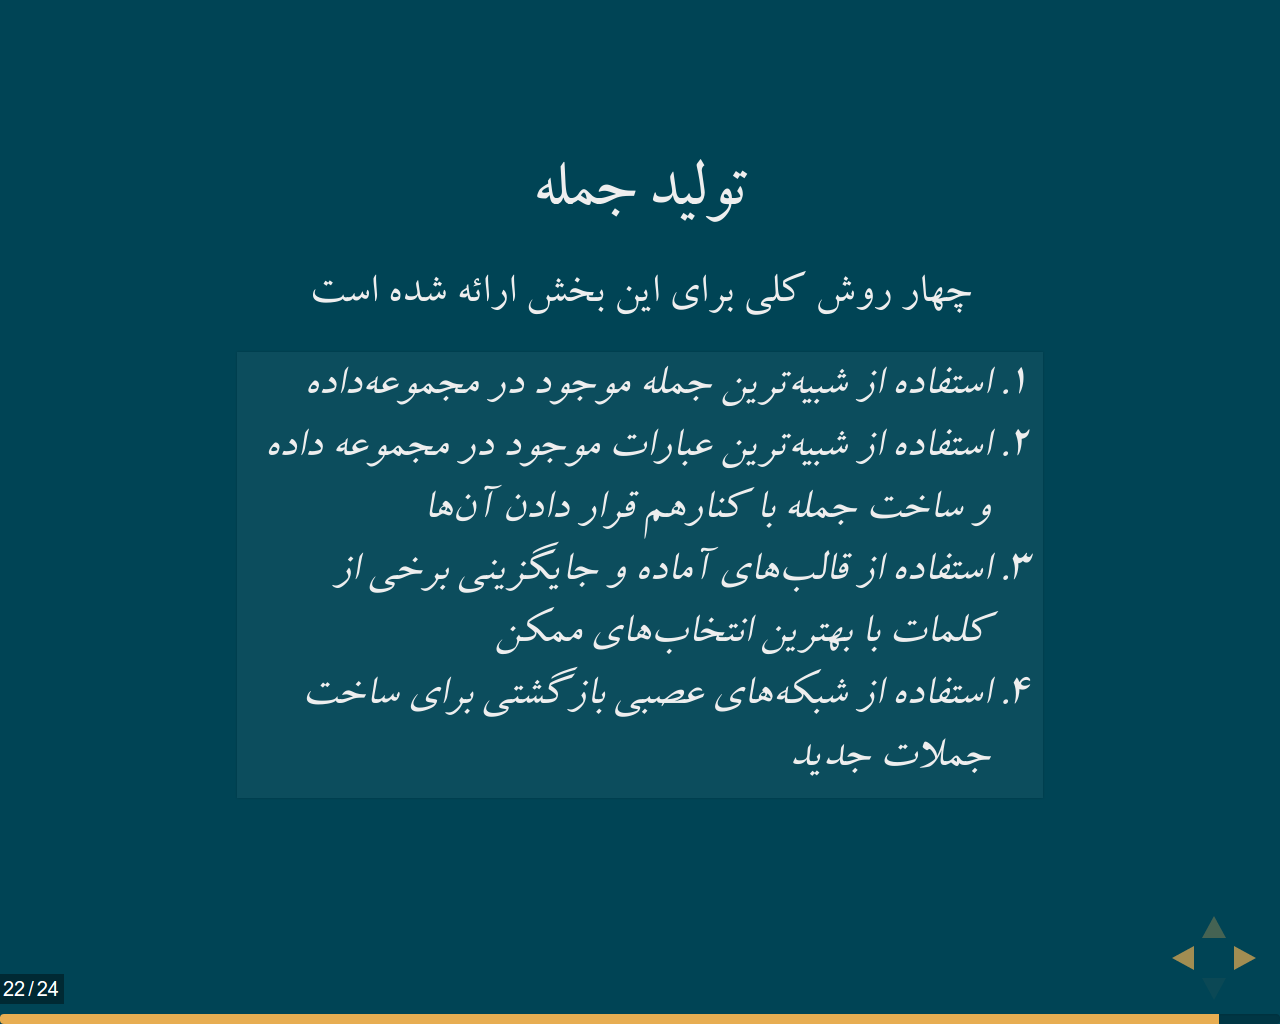 تولید جمله
چهار روش کلی برای این بخش ارائه شده است
۱. استفاده از شبیه‌ترین جمله موجود در مجموعه‌داده
۲. استفاده از شبیه‌ترین عبارات موجود در مجموعه داده
و ساخت جمله با کنارهم قرار دادن آن‌ها
۳. استفاده از قالب‌های آماده و جایگزینی برخی از
کلمات با بهترین انتخاب‌های ممکن
۴. استفاده از شبکه‌های عصبی بازگشتی برای ساخت
جملات جدید
22/24